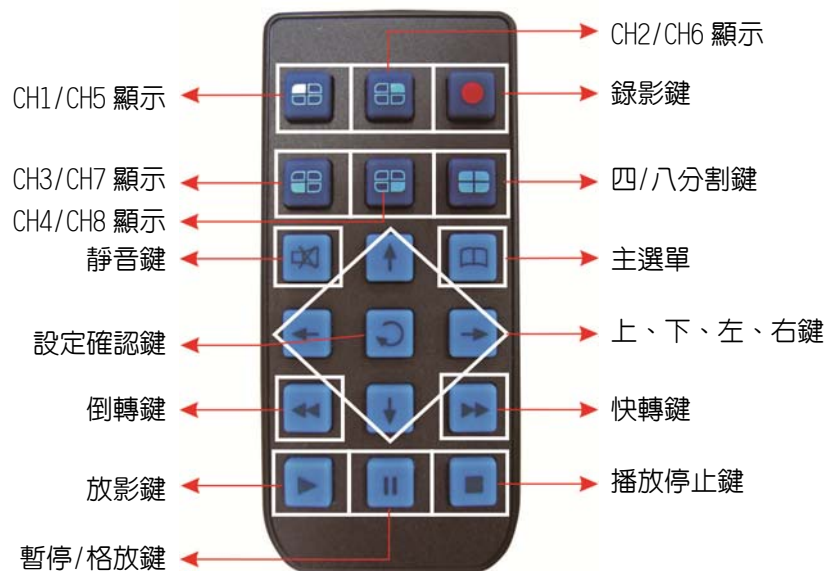 CH2/CH6 顯示
CH1/CH5 顯示
錄影鍵
CH3/CH7 顯示
四/八分割鍵
CH4/CH8 顯示
靜音鍵
主選單
設定確認鍵
上、下、左、右鍵
倒轉鍵
快轉鍵
放影鍵
播放停止鍵
暫停/格放鍵